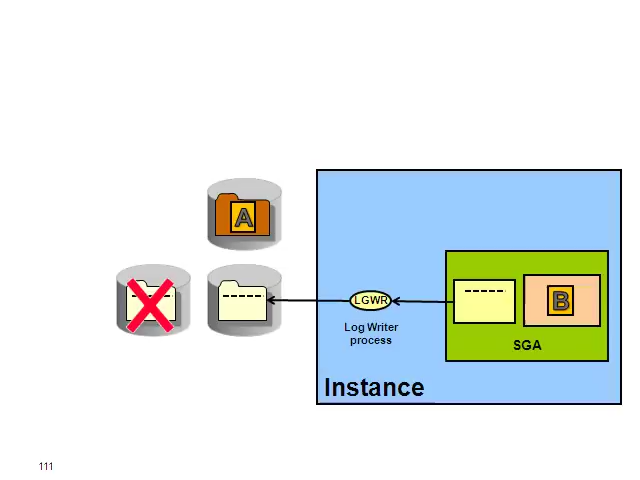 A
LGWR
B
Log Writer
process
SGA
Instance
111